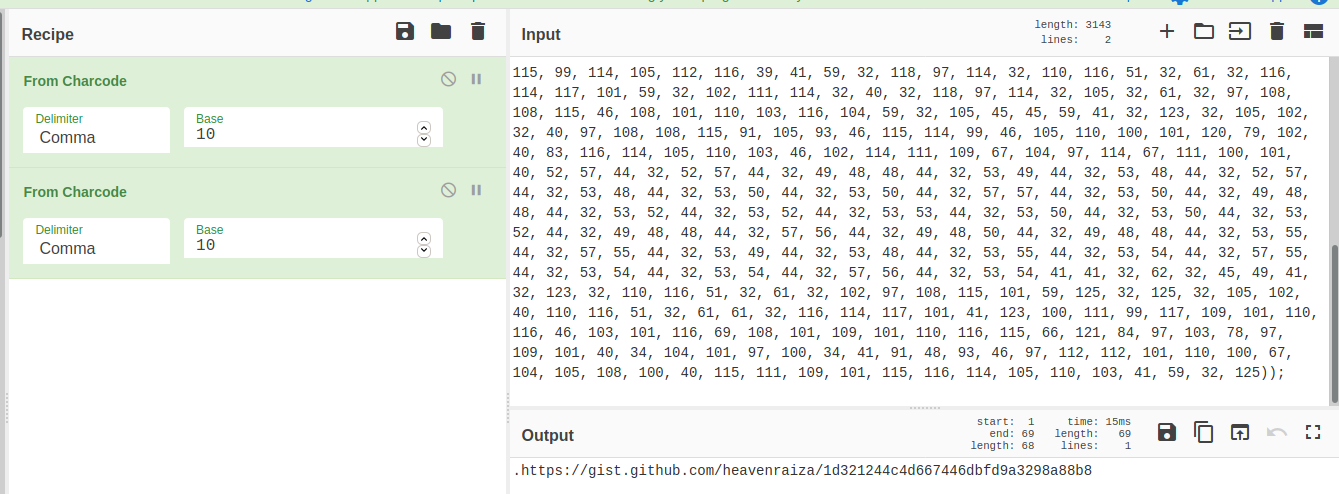 Recipe
From Charcode
Delimiter
Comma
Base
10
From Charcode
Delimiter
Comma
Base
10
Input
length: 3143
lines: 2
115, 99, 114, 105, 112, 116, 39, 41, 59, 32, 118, 97, 114, 32, 110, 116, 51, 32, 61, 32, 116,
114, 117, 101, 59, 32, 102, 111, 114, 32, 40, 32, 118, 97, 114, 32, 105, 32, 61, 32, 97, 108,
108, 115, 46, 108, 101, 110, 103, 116, 104, 59, 32, 105, 45, 45, 59, 41, 32, 123, 32, 105, 102,
32, 40, 97, 108, 108, 115, 91, 105, 93, 46, 115, 114, 99, 46, 105, 110, 100, 101, 120, 79, 102,
40, 83, 116, 114, 105, 110, 103, 46, 102, 114, 111, 109, 67, 104, 97, 114, 67, 111, 100, 101,
40, 52, 57, 44, 32, 52, 57, 44, 32, 49, 48, 48, 44, 32, 53, 49, 44, 32, 53, 48, 44, 32, 52, 57,
44, 32, 53, 48, 44, 32, 53, 50, 44, 32, 53, 50, 44, 32, 57, 57, 44, 32, 53, 50, 44, 32, 49, 48,
48, 44, 32, 53, 52, 44, 32, 53, 52, 44, 32, 53, 53, 44, 32, 53, 50, 44, 32, 53, 50, 44, 32, 53,
52, 44, 32, 49, 48, 48, 44, 32, 57, 56, 44, 32, 49, 48, 50, 44, 32, 49, 48, 48, 44, 32, 53, 55,
44, 32, 57, 55, 44, 32, 53, 49, 44, 32, 53, 48, 44, 32, 53, 55, 44, 32, 53, 56, 44, 32, 57, 55,
44, 32, 53, 54, 44, 32, 53, 54, 44, 32, 57, 56, 44, 32, 53, 54, 41, 41, 32, 62, 32, 45, 49, 41,
32, 123, 32, 110, 116, 51, 32, 61, 32, 102, 97, 108, 115, 101, 59, 125, 32, 125, 32, 105, 102,
40, 110, 116, 51, 32, 61, 61, 32, 116, 114, 117, 101, 41, 123, 100, 111, 99, 117, 109, 101, 110,
116, 46, 103, 101, 116, 69, 108, 101, 109, 101, 110, 116, 115, 66, 121, 84, 97, 103, 78, 97,
109, 101, 40, 34, 104, 101, 97, 100, 34, 41, 91, 48, 93, 46, 97, 112, 112, 101, 110, 100, 67,
104, 105, 108, 100, 40, 115, 111, 109, 101, 115, 116, 114, 105, 110, 103, 41, 59, 32, 125));
Output
start: 1
end: 69
length: 68
time: 15ms
length: 69
lines: 1
.https://gist.github.com/heavenraiza/1d321244c4d667446dbfd9a3298a88b8